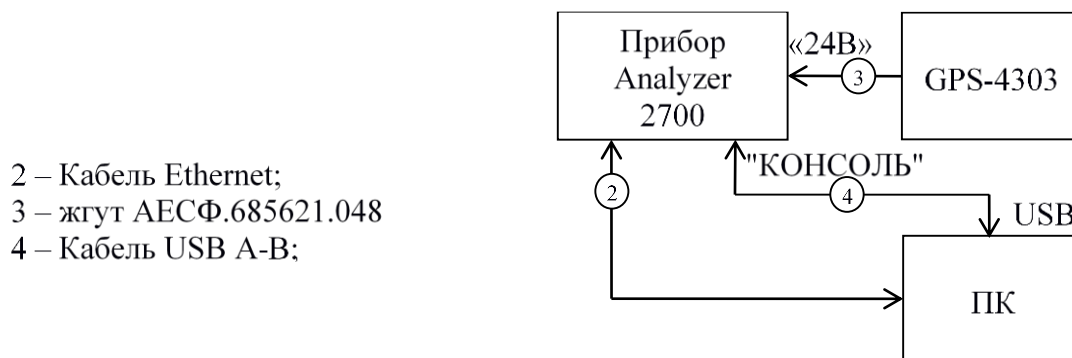 Прибор
Analyzer
2700
«24В»
3
GPS-4303
2 – Кабель Ethernet;
3 – жгут АЕСФ.685621.048
4 – Кабель USB A-B;
"КОНСОЛЬ"
2
4
USB
ПК